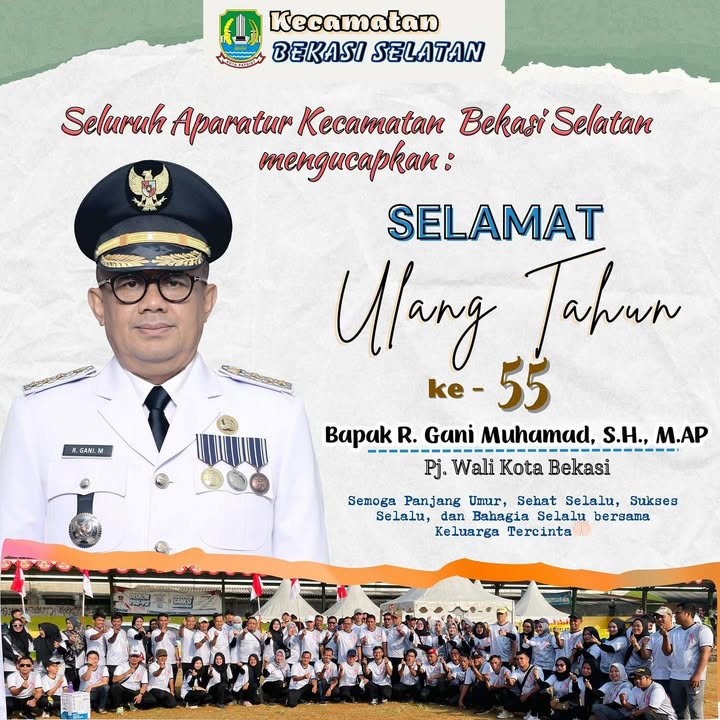 Kecamatan
BEKASI SELATAN
Seluruh Aparatur Kecamatan Bekasi Selatan
mengucapkan :
SELAMAT
Ulang Tahun
ke - 55
Bapak R. Gani Muhamad, S.H., M.AP
Pj. Wali Kota Bekasi
Semoga Panjang Umur, Sehat Selalu, Sukses
Selalu, dan Bahagia Selalu bersama
Keluarga Tercinta
R. GANI. M